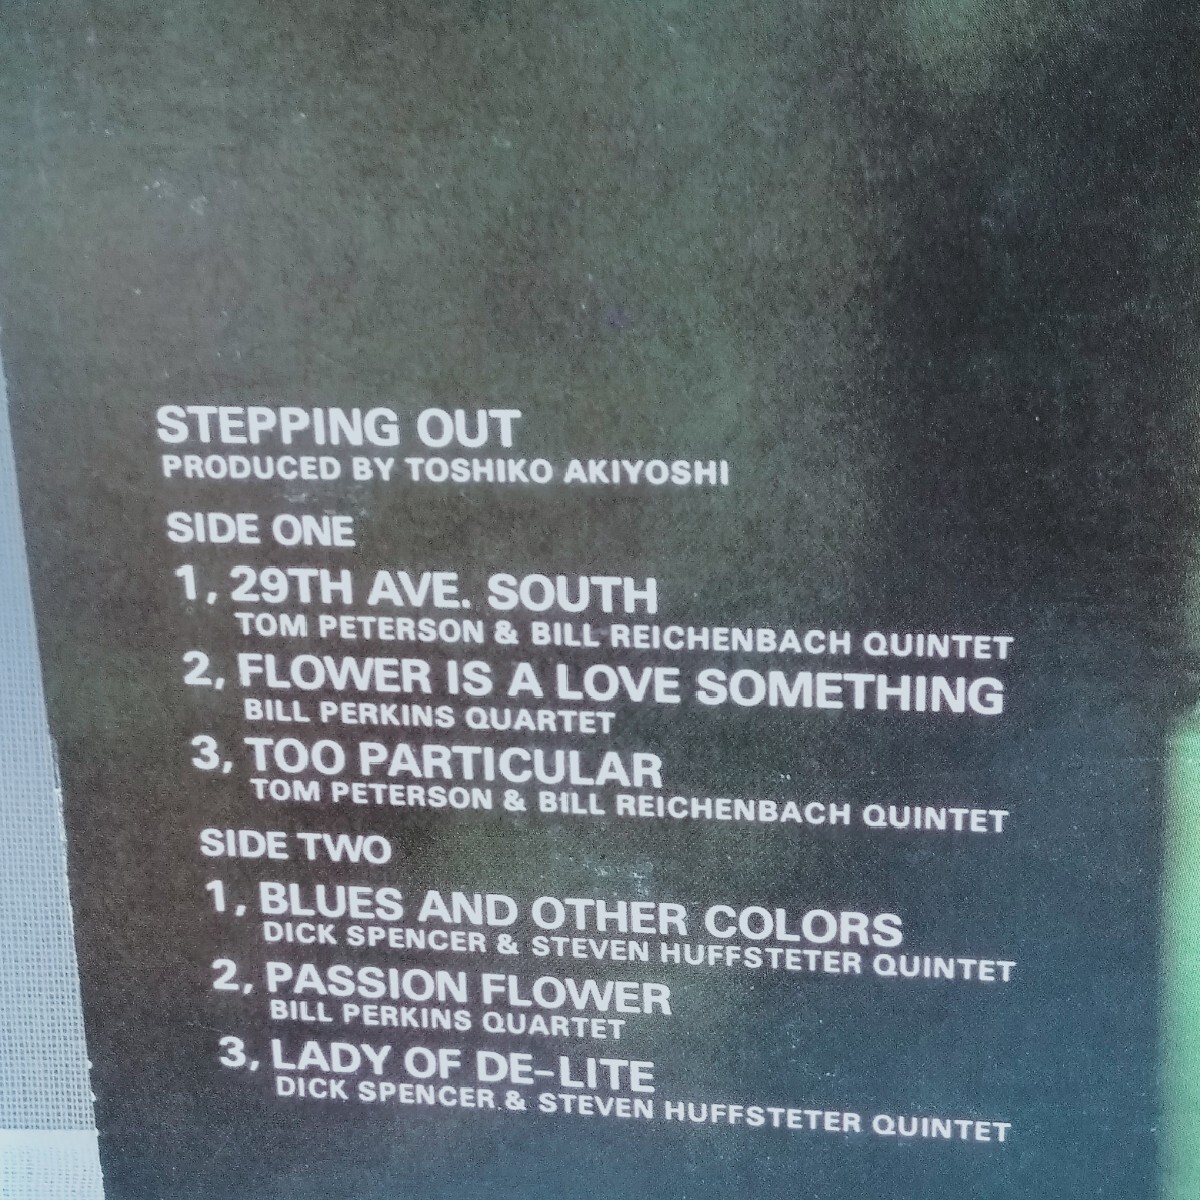 STEPPING OUT
PRODUCED BY TOSHIKO AKIYOSHI
SIDE ONE
1, 29TH AVE. SOUTH
TOM PETERSON & BILL REICHENBACH QUINTET
2, FLOWER IS A LOVE SOMETHING
BILL PERKINS QUARTET
3, TOO PARTICULAR
TOM PETERSON & BILL REICHENBACH QUINTET
SIDE TWO
1, BLUES AND OTHER COLORS
DICK SPENCER & STEVEN HUFFSTETER QUINTET
2, PASSION FLOWER
BILL PERKINS QUARTET
3, LADY OF DE-LITE
DICK SPENCER & STEVEN HUFFSTETER QUINTET